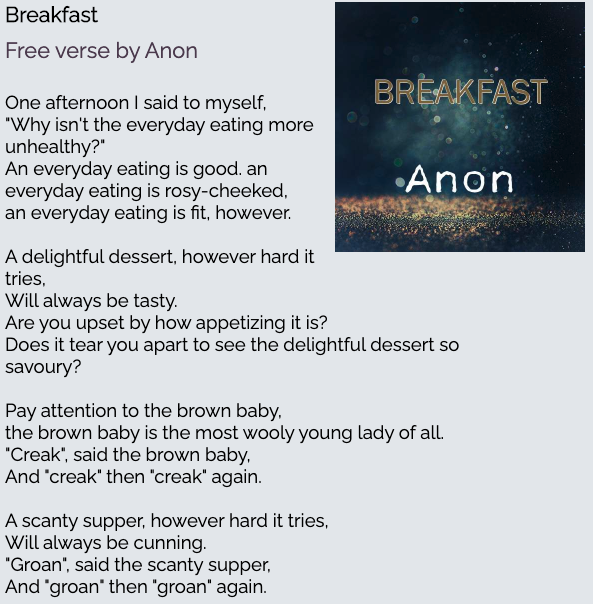 Breakfast
Free verse by Anon
BREAKFAST
Anon
One afternoon I said to myself,
"Why isn't the everyday eating more
unhealthy?"
An everyday eating is good. an
everyday eating is rosy-cheeked,
an everyday eating is fit, however.
A delightful dessert, however hard it
tries,
Will always be tasty.
Are you upset by how appetizing it is?
Does it tear you apart to see the delightful dessert so
savoury?
Pay attention to the brown baby,
the brown baby is the most wooly young lady of all.
"Creak", said the brown baby,
And "creak" then "creak" again.
A scanty supper, however hard it tries,
Will always be cunning.
"Groan", said the scanty supper,
And "groan" then "groan" again.